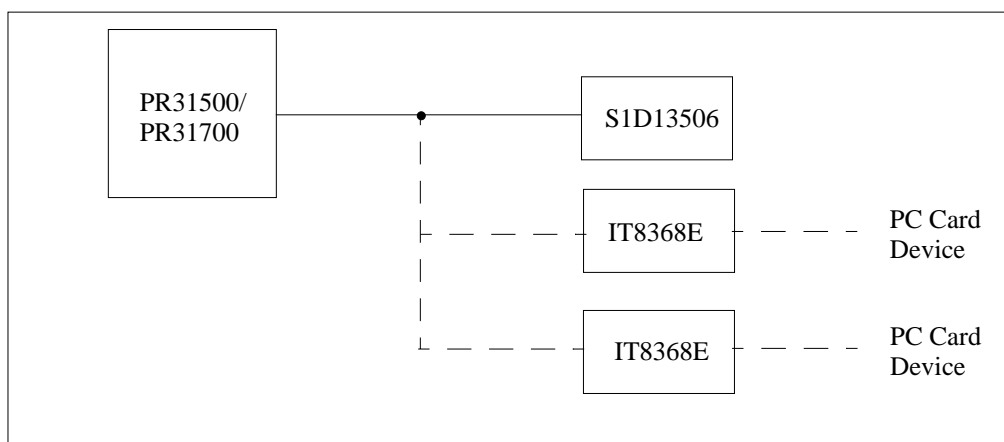 PR31500/
PR31700
S1D13506
IT8368E
PC Card
Device
IT8368E
PC Card
Device